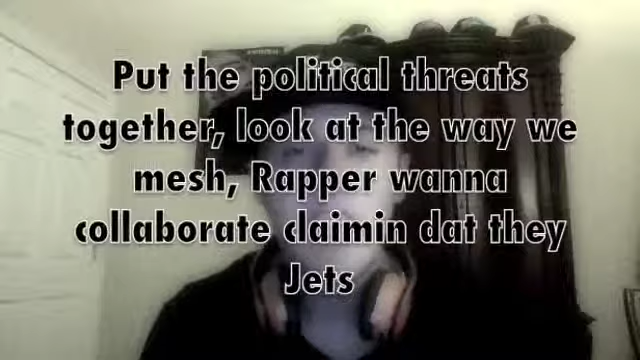 Put the political threats
together, look at the way we
mesh, Rapper wanna
collaborate claimin dat they
Jets